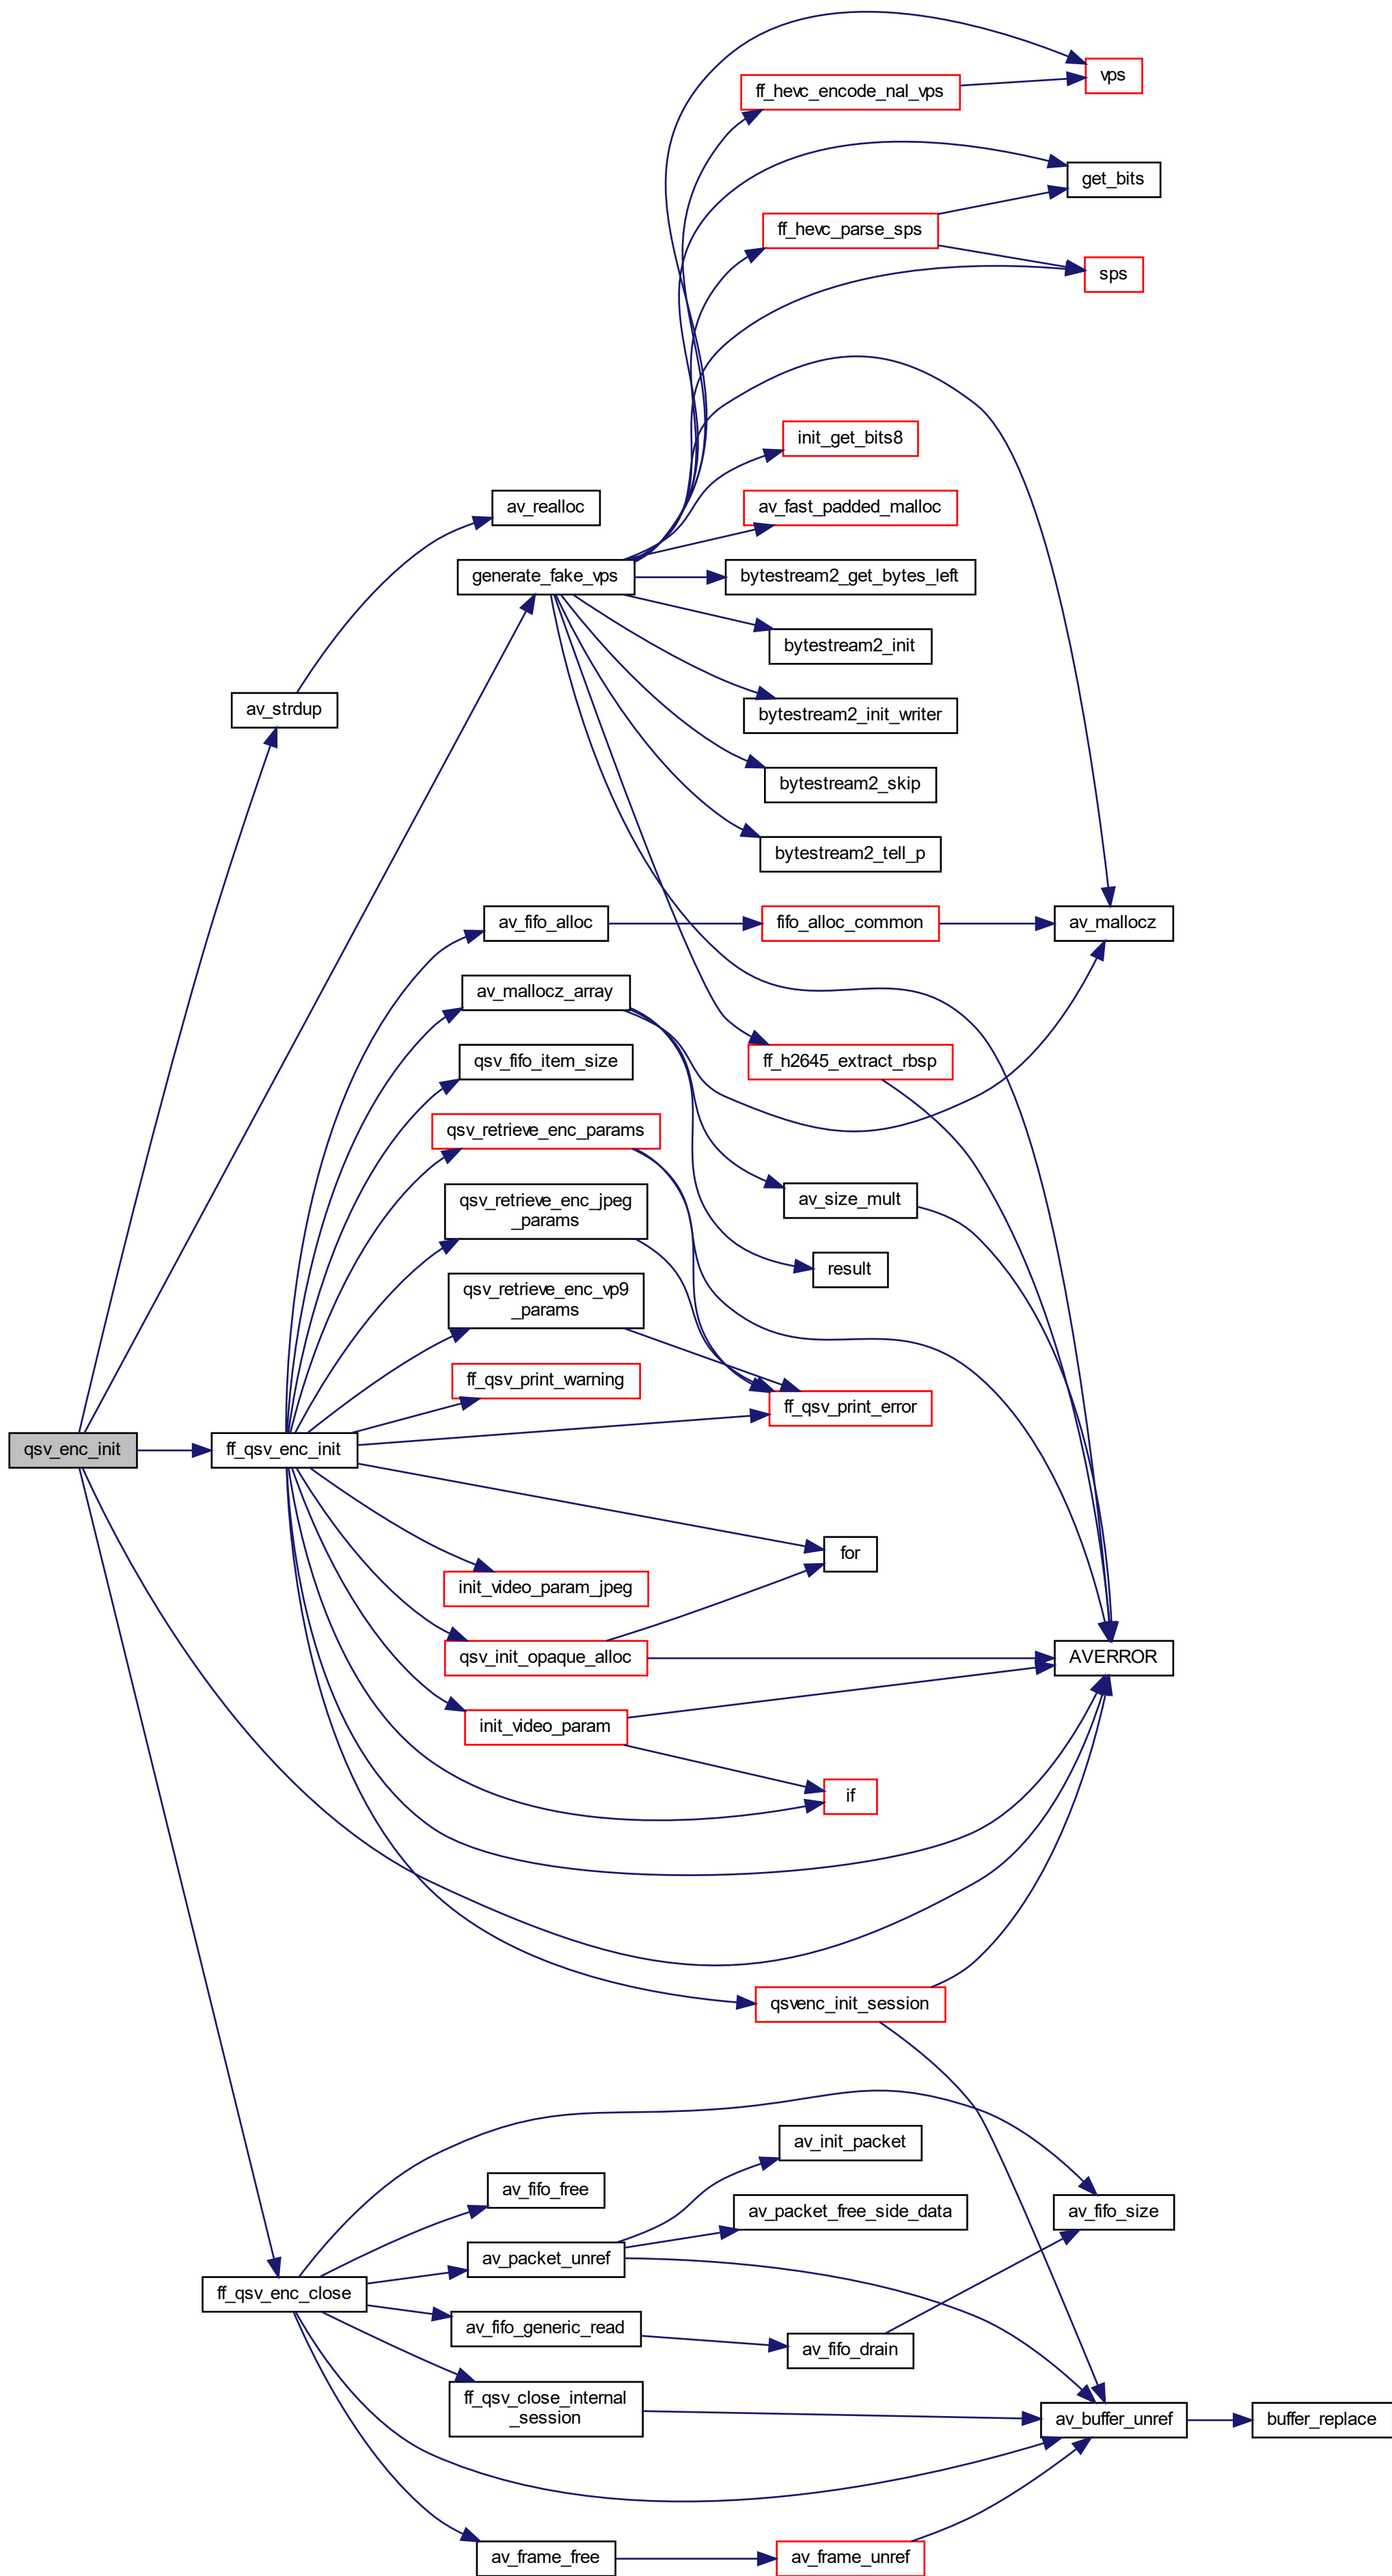 vps
ff_hevc_encode_nal_vps
get_bits
ff_hevc_parse_sps
sps
init_get_bits8
av_realloc
av_fast_padded_malloc
generate_fake_vps
bytestream2_get_bytes_left
bytestream2_init
av_strdup
bytestream2_init_writer
bytestream2_skip
bytestream2_tell_p
av_fifo_alloc
fifo_alloc_common
av_mallocz
av_mallocz_array
qsv_fifo_item_size
ff_h2645_extract_rbsp
qsv_retrieve_enc_params
av_size_mult
qsv_retrieve_enc_jpeg
_params
result
qsv_retrieve_enc_vp9
_params
ff_qsv_print_warning
ff_qsv_print_error
qsv_enc_init
ff_qsv_enc_init
for
init_video_param_jpeg
qsv_init_opaque_alloc
AVERROR
init_video_param
if
qsvenc_init_session
av_init_packet
av_fifo_free
av_packet_free_side_data
av_fifo_size
av_packet_unref
ff_qsv_enc_close
av_fifo_generic_read
av_fifo_drain
ff_qsv_close_internal
_session
av_buffer_unref
buffer_replace
av_frame_free
av_frame_unref